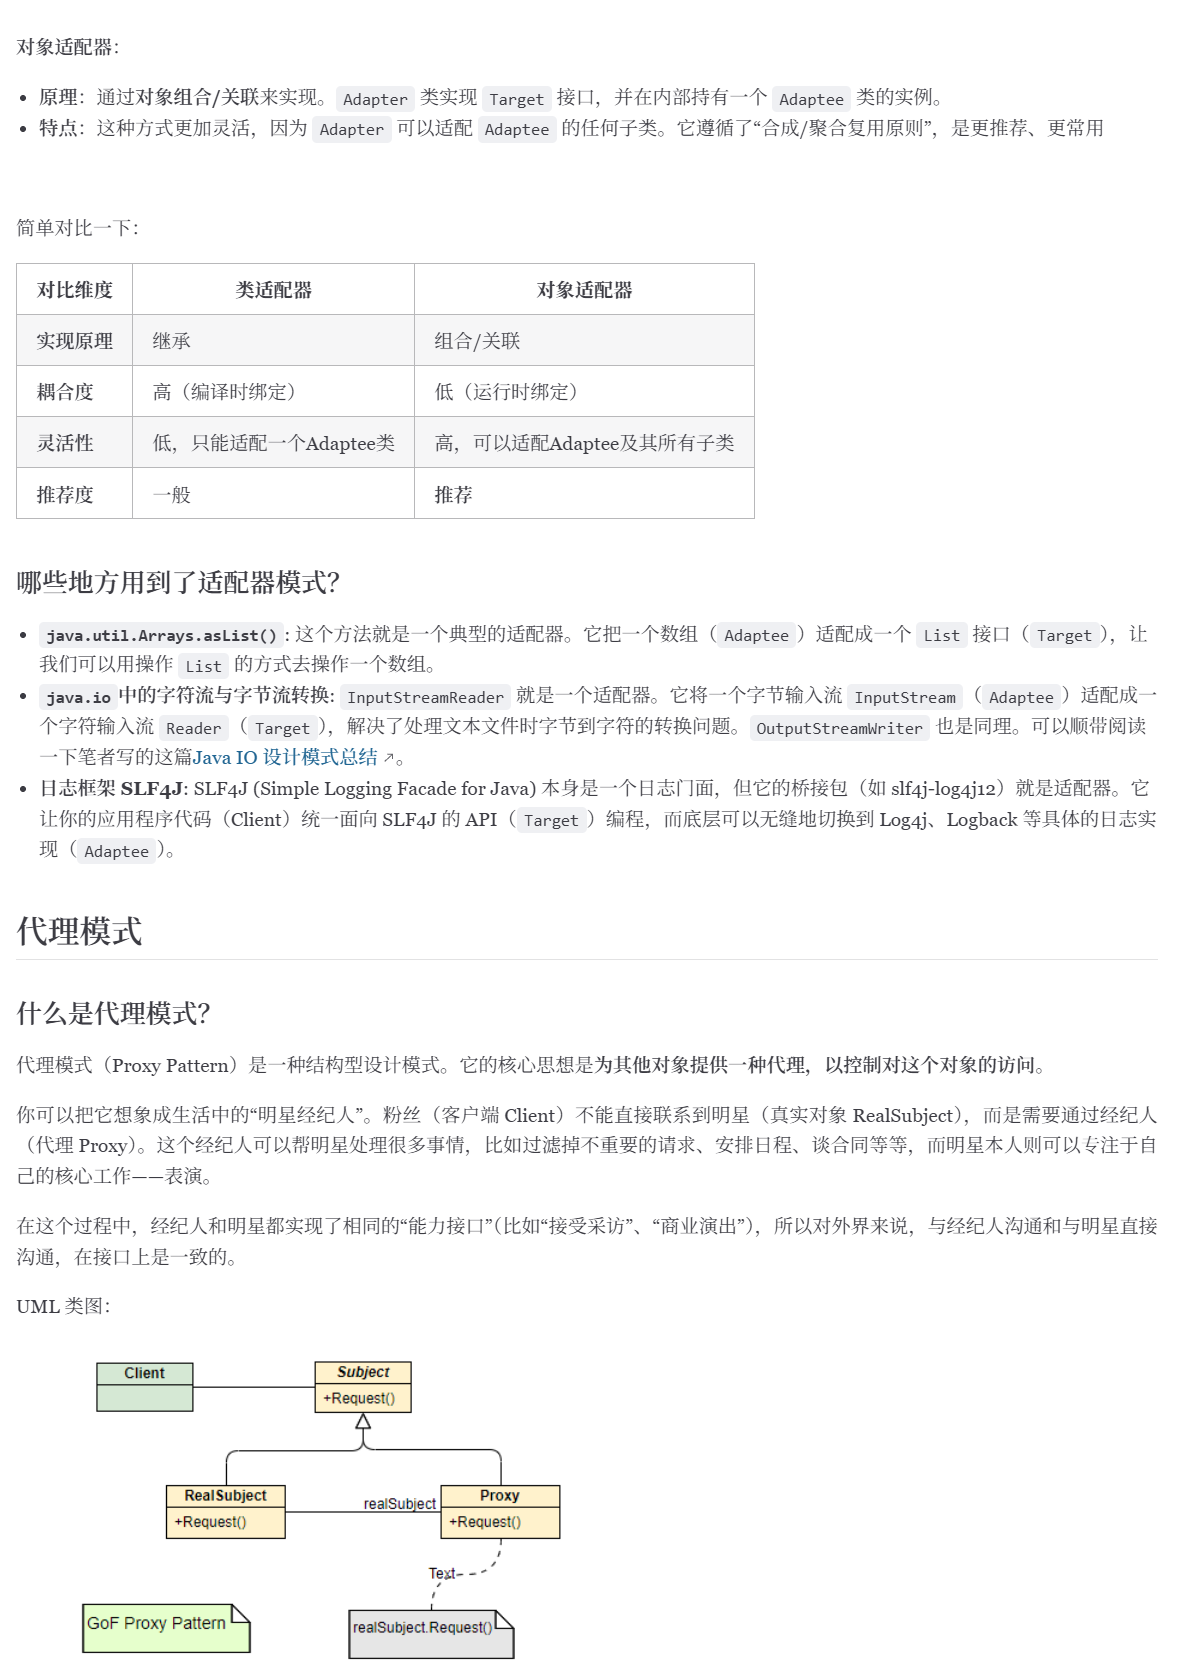 对象适配器：
• 原理：通过对象组合/关联来实现。Adapter 类实现 Target 接口，并在内部持有一个 Adaptee 类的实例。
• 特点：这种方式更加灵活，因为 Adapter 可以适配 Adaptee 的任何子类。它遵循了“合成/聚合复用原则”，是更推荐、更常用
简单对比一下：
对比维度 类适配器 对象适配器
实现原理 继承 组合/关联
耦合度 高（编译时绑定） 低（运行时绑定）
灵活性 低，只能适配一个Adaptee类 高，可以适配Adaptee及其所有子类
推荐度 一般 推荐
哪些地方用到了适配器模式？
• java.util.Arrays.asList()：这个方法就是一个典型的适配器。它把一个数组（Adaptee）适配成一个 List 接口（Target），让
我们可以用操作 List 的方式去操作一个数组。
• java.io中的字符流与字节流转换: InputStreamReader 就是一个适配器。它将一个字节输入流 InputStream（Adaptee）适配成一
个字符输入流 Reader（Target），解决了处理文本文件时字节到字符的转换问题。OutputStreamWriter 也是同理。可以顺带阅读
一下笔者写的这篇Java IO 设计模式总结↗。
• 日志框架 SLF4J: SLF4J (Simple Logging Facade for Java) 本身是一个日志门面，但它的桥接包（如 slf4j-log4j12）就是适配器。它
让你的应用程序代码（Client）统一面向 SLF4J 的 API（Target）编程，而底层可以无缝地切换到 Log4j、Logback 等具体的日志实
现（Adaptee）。
代理模式
什么是代理模式？
代理模式（Proxy Pattern）是一种结构型设计模式。它的核心思想是为其他对象提供一种代理，以控制对这个对象的访问。
你可以把它想象成生活中的“明星经纪人”。粉丝（客户端 Client）不能直接联系到明星（真实对象 RealSubject），而是需要通过经纪人
（代理 Proxy）。这个经纪人可以帮明星处理很多事情，比如过滤掉不重要的请求、安排日程、谈合同等等，而明星本人则可以专注于自
己的核心工作——表演。
在这个过程中，经纪人和明星都实现了相同的“能力接口”（比如“接受采访”、“商业演出”），所以对外界来说，与经纪人沟通和与明星直接
沟通，在接口上是一致的。
UML 类图：
Client
Subject
+Request()
RealSubject
+Request()
realSubject
Proxy
+Request()
Text
GoF Proxy Pattern
realSubject.Request()